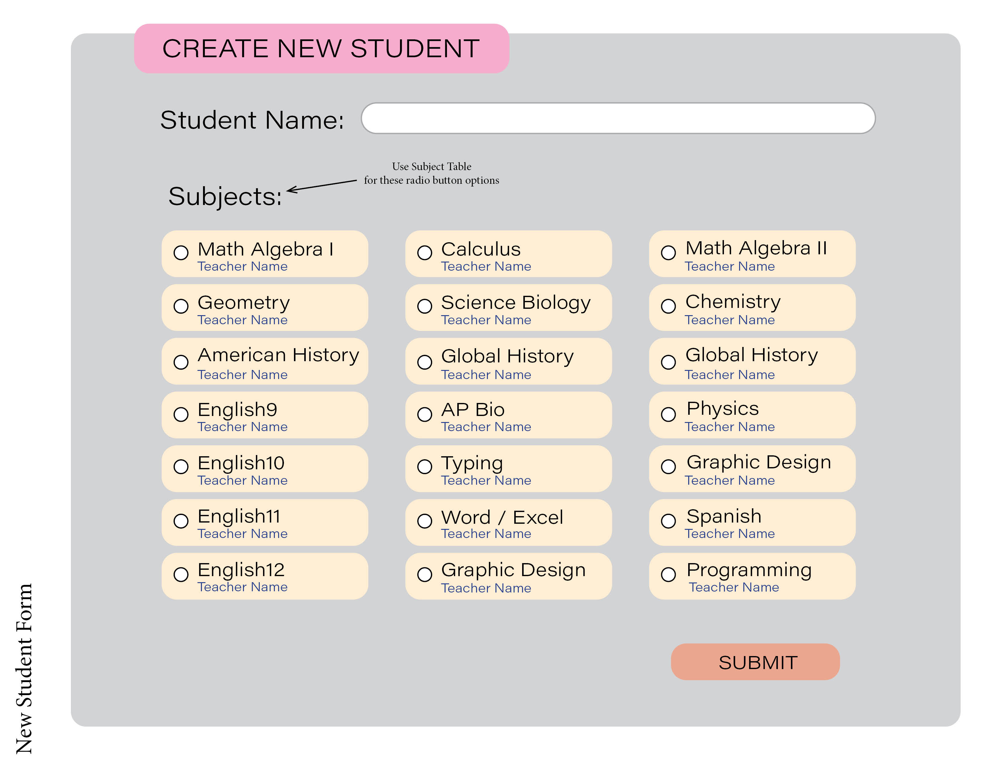 CREATE NEW STUDENT
Student Name:
Use Subject Table
for these radio button options
Subjects:
Math Algebra I
Teacher Name
Calculus
Teacher Name
Math Algebra II
Teacher Name
Geometry
Teacher Name
Science Biology
Teacher Name
Chemistry
Teacher Name
American History
Teacher Name
Global History
Teacher Name
Global History
Teacher Name
English9
Teacher Name
AP Bio
Teacher Name
Physics
Teacher Name
English10
Teacher Name
Typing
Teacher Name
Graphic Design
Teacher Name
English11
Teacher Name
Word / Excel
Teacher Name
Spanish
Teacher Name
English12
Teacher Name
Graphic Design
Teacher Name
Programming
Teacher Name
SUBMIT
New Student Form